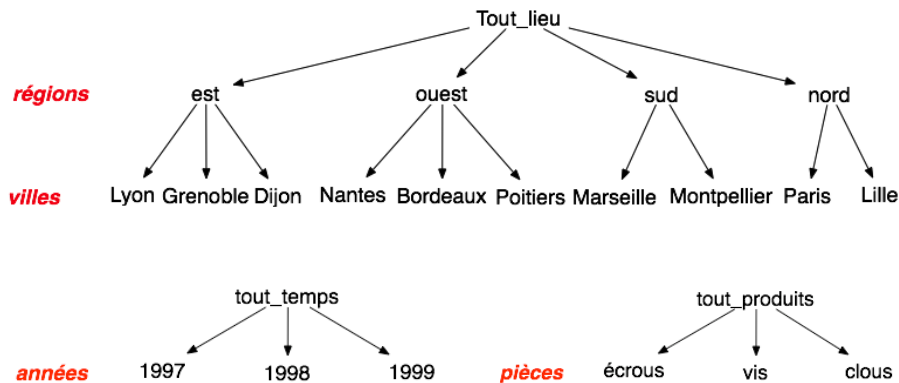 Tout_lieu
régions est ouest sud nord
villes Lyon Grenoble Dijon Nantes Bordeaux Poitiers Marseille Montpellier Paris Lille
tout_temps tout_produits
années 1997 1998 1999 pièces écrous vis clous